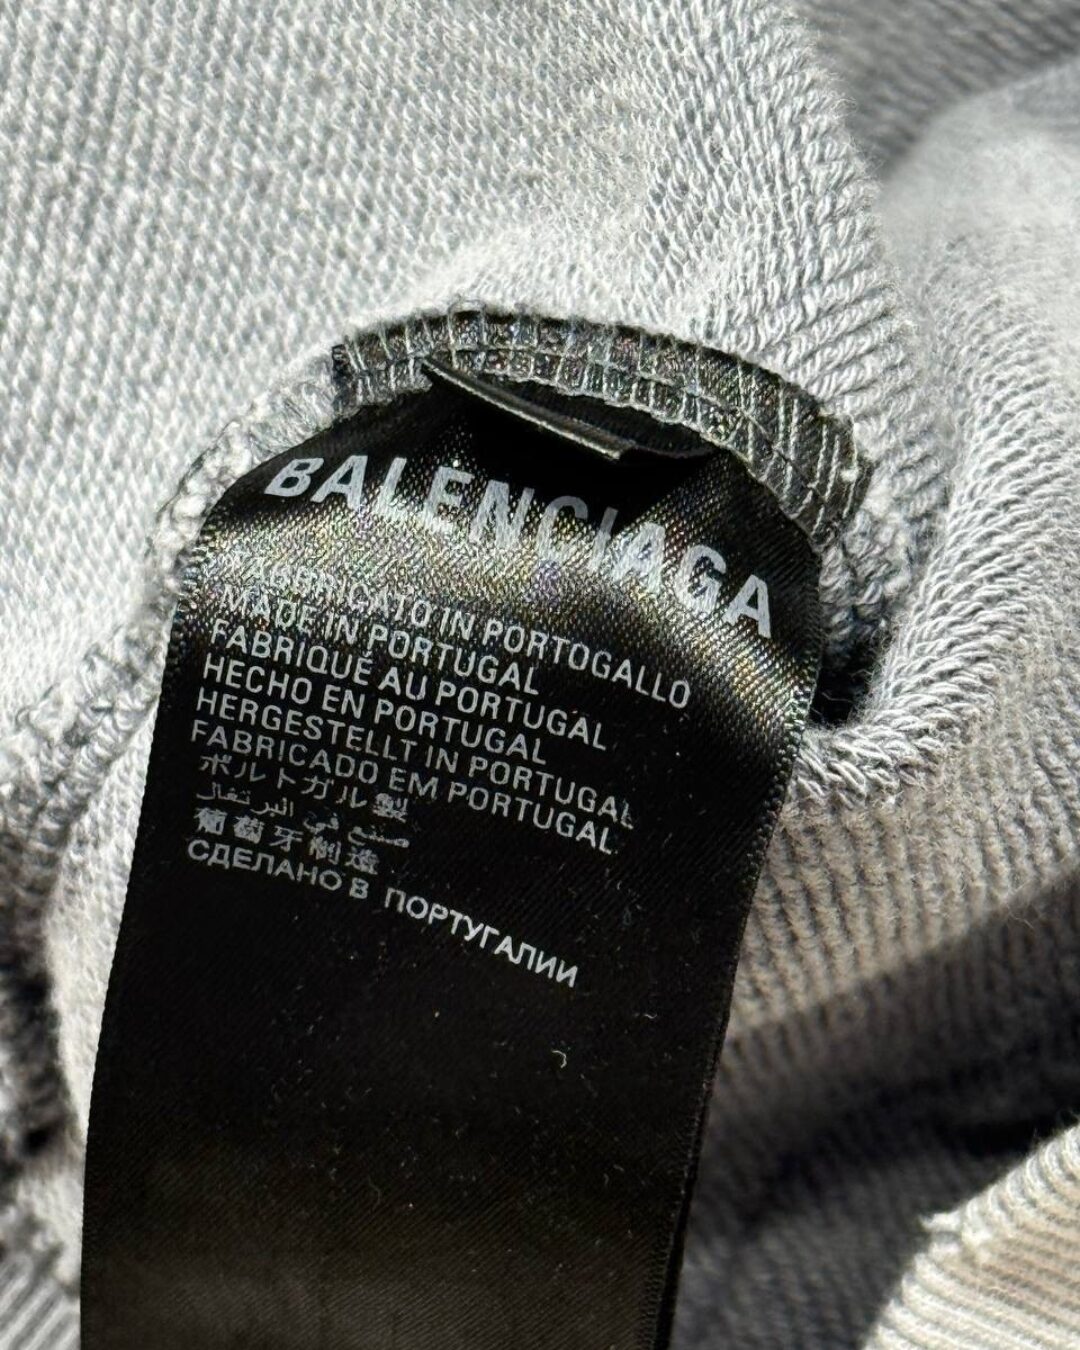 BALENCIAGA
FABBRICATO IN PORTOGALLO
MADE IN PORTUGAL
FABRIQUÉ AU PORTUGAL
HECHO EN PORTUGAL
HERGESTELLT IN PORTUGAL
FABRICADO EM PORTUGAL
ポルトガル製
صنع في البرتغال
葡萄牙制造
СДЕЛАНО В ПОРТУГАЛИИ